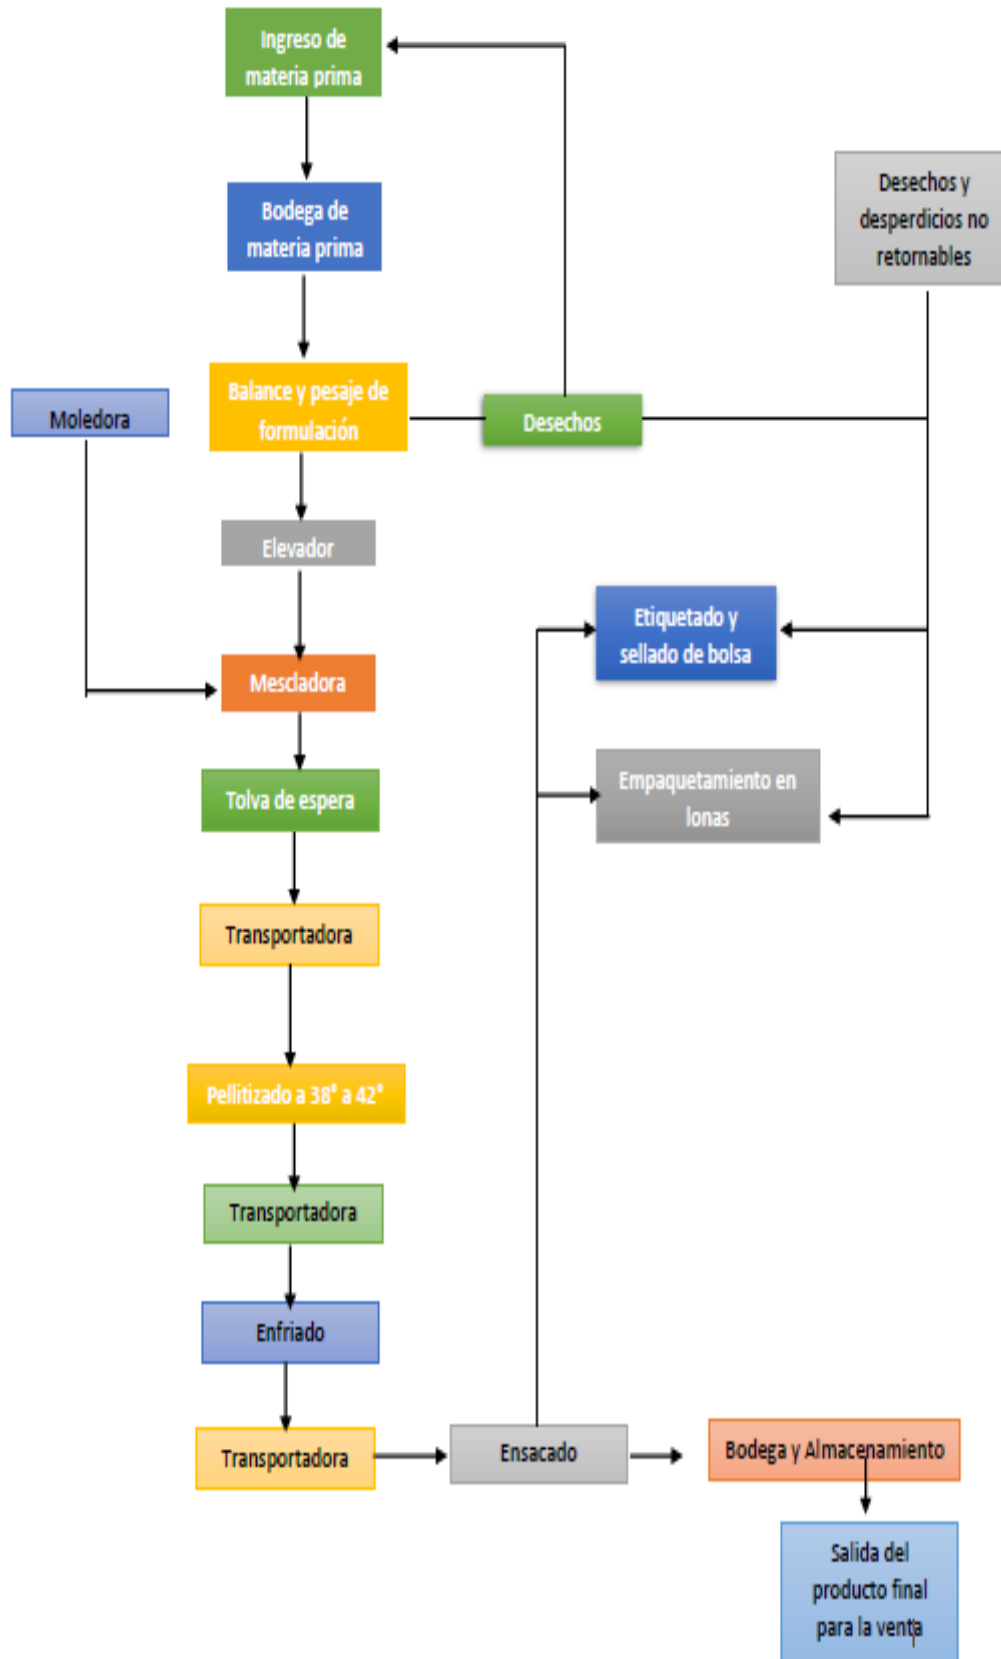 Ingreso de
materia prima
Bodega de
materia prima
Desechos y
desperdicios no
retornables
Balance y pesaje de
formulación
Moledora
Desechos
Elevador
Etiquetado y
sellado de bolsa
Mescladora
Empaquetamiento en
lonas
Tolva de espera
Transportadora
Pellitizado a 38° a 42°
Transportadora
Enfriado
Transportadora
Ensacado
Bodega y Almacenamiento
Salida del
producto final
para la venta